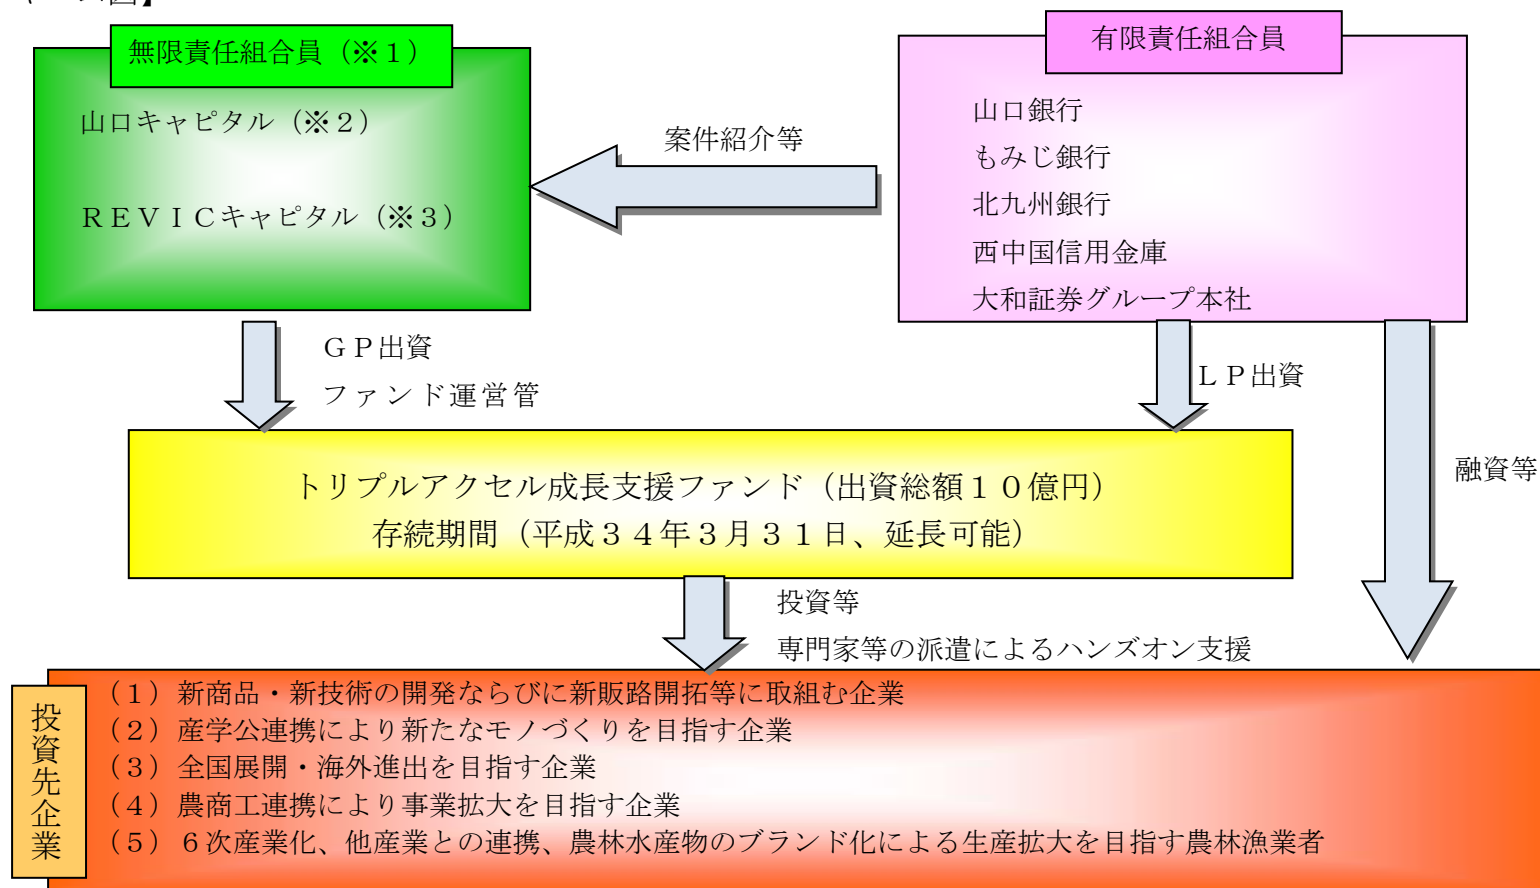 無限責任組合員（※１）
山口キャピタル（※２）
ＲＥＶＩＣキャピタル（※３）
案件紹介等
有限責任組合員
山口銀行
もみじ銀行
北九州銀行
西中国信用金庫
大和証券グループ本社
ＧＰ出資
ファンド運営管
ＬＰ出資
融資等
トリプルアクセル成長支援ファンド（出資総額１０億円）
存続期間（平成３４年３月３１日、延長可能）
投資等
専門家等の派遣によるハンズオン支援
投資先企業
（１）新商品・新技術の開発ならびに新販路開拓等に取組む企業
（２）産学公連携により新たなモノづくりを目指す企業
（３）全国展開・海外進出を目指す企業
（４）農商工連携により事業拡大を目指す企業
（５）６次産業化、他産業との連携、農林水産物のブランド化による生産拡大を目指す農林漁業者